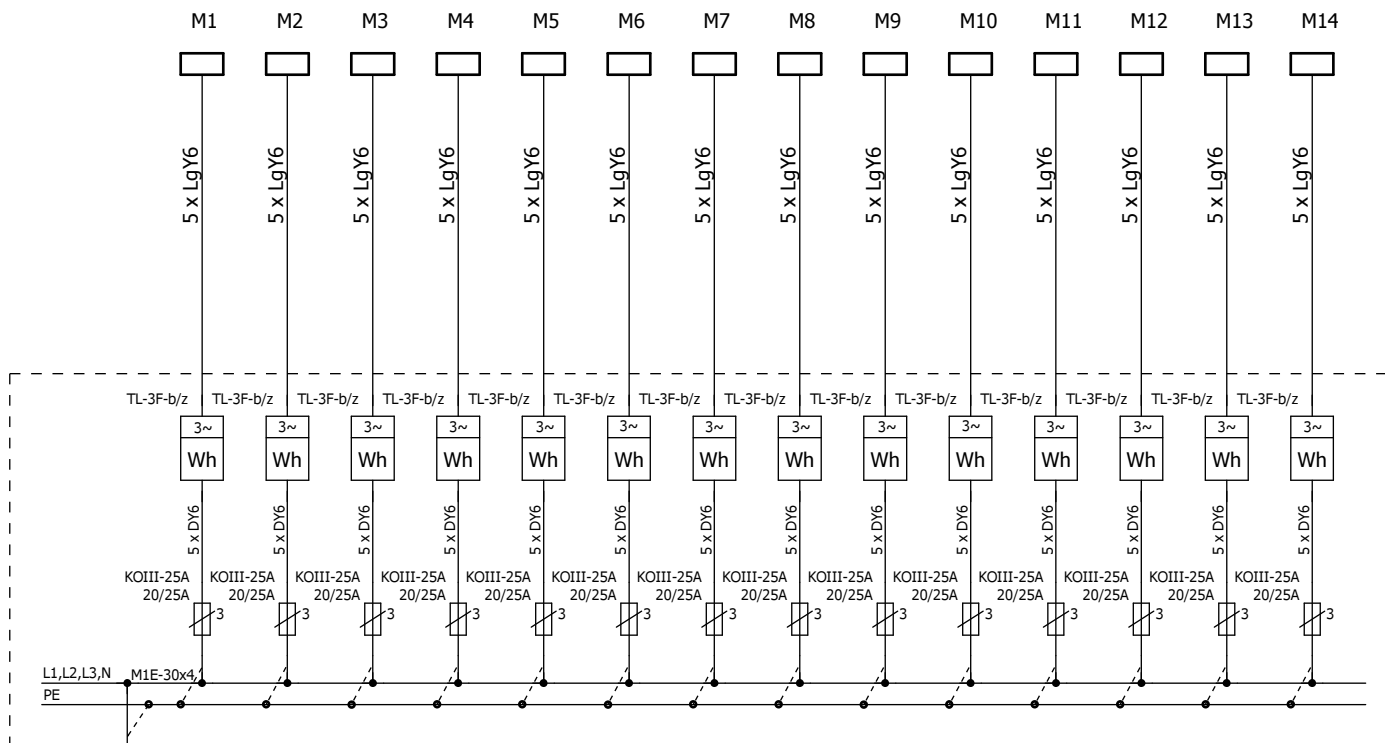 M1 M2 M3 M4 M5 M6 M7 M8 M9 M10 M11 M12 M13 M14
5 x LgY6 5 x LgY6 5 x LgY6 5 x LgY6 5 x LgY6 5 x LgY6 5 x LgY6 5 x LgY6 5 x LgY6 5 x LgY6 5 x LgY6 5 x LgY6 5 x LgY6 5 x LgY6
TL-3F-b/z TL-3F-b/z TL-3F-b/z TL-3F-b/z TL-3F-b/z TL-3F-b/z TL-3F-b/z TL-3F-b/z TL-3F-b/z TL-3F-b/z TL-3F-b/z TL-3F-b/z TL-3F-b/z TL-3F-b/z
3~ 3~ 3~ 3~ 3~ 3~ 3~ 3~ 3~ 3~ 3~ 3~ 3~ 3~
Wh Wh Wh Wh Wh Wh Wh Wh Wh Wh Wh Wh Wh Wh
5 x DY6 5 x DY6 5 x DY6 5 x DY6 5 x DY6 5 x DY6 5 x DY6 5 x DY6 5 x DY6 5 x DY6 5 x DY6 5 x DY6 5 x DY6 5 x DY6
KOIII-25A KOIII-25A KOIII-25A KOIII-25A KOIII-25A KOIII-25A KOIII-25A KOIII-25A KOIII-25A KOIII-25A KOIII-25A KOIII-25A KOIII-25A KOIII-25A
20/25A 20/25A 20/25A 20/25A 20/25A 20/25A 20/25A 20/25A 20/25A 20/25A 20/25A 20/25A 20/25A 20/25A
3 3 3 3 3 3 3 3 3 3 3 3 3 3
L1,L2,L3,N M1E-30x4
PE